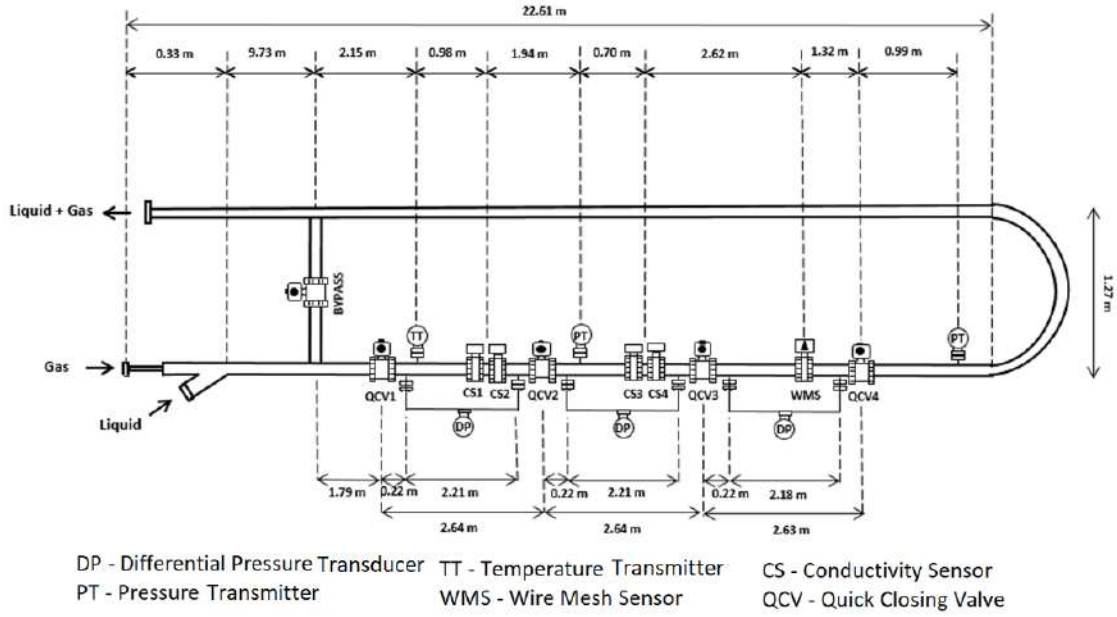 22.61 m
0.33 m 9.73 m 2.15 m 0.98 m 1.94 m 0.70 m 2.62 m 1.32 m 0.99 m
Liquid + Gas
BYPASS
1.27 m
TT PT PT
Gas
QCV1 CS1 CS2 QCV2 CS3 CS4 QCV3 WMS QCV4
Liquid
DP DP DP
1.79 m 0.22 m 2.21 m 0.22 m 2.21 m 0.22 m 2.18 m
2.64 m 2.64 m 2.63 m
DP - Differential Pressure Transducer TT - Temperature Transmitter CS - Conductivity Sensor
PT - Pressure Transmitter WMS - Wire Mesh Sensor QCV - Quick Closing Valve